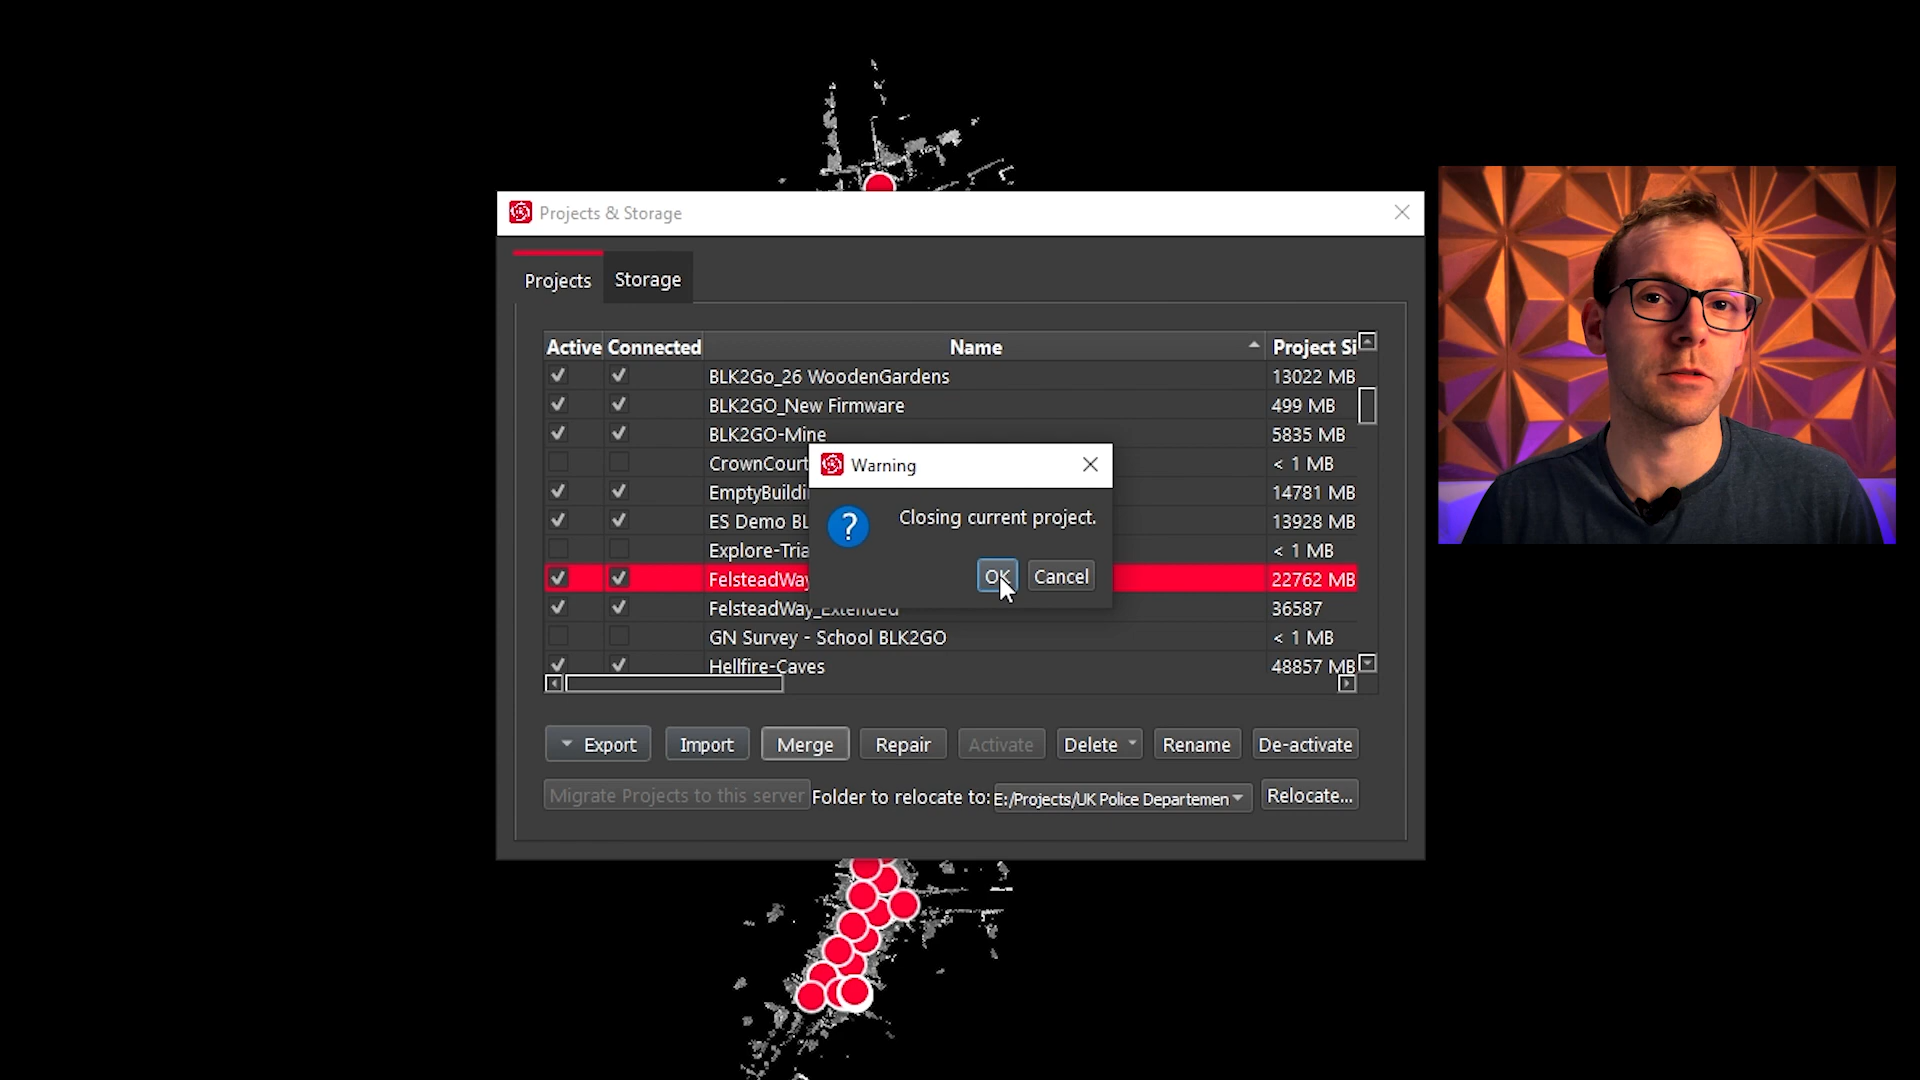 Projects & Storage
Projects
Storage
Active Connected Name Project Si
BLK2Go_26 WoodenGardens 13022 MB
BLK2GO_New Firmware 499 MB
BLK2GO-Mine 5835 MB
CrownCourt < 1 MB
EmptyBuildi 14781 MB
ES Demo BL 13928 MB
Explore-Tria < 1 MB
FelsteadWay 22762 MB
FelsteadWay_Extended 36587
GN Survey - School BLK2GO < 1 MB
Hellfire-Caves 48857 MB
Warning
Closing current project.
OK Cancel
Export Import Merge Repair Activate Delete Rename De-activate
Migrate Projects to this server Folder to relocate to: E:/Projects/UK Police Departemen Relocate...